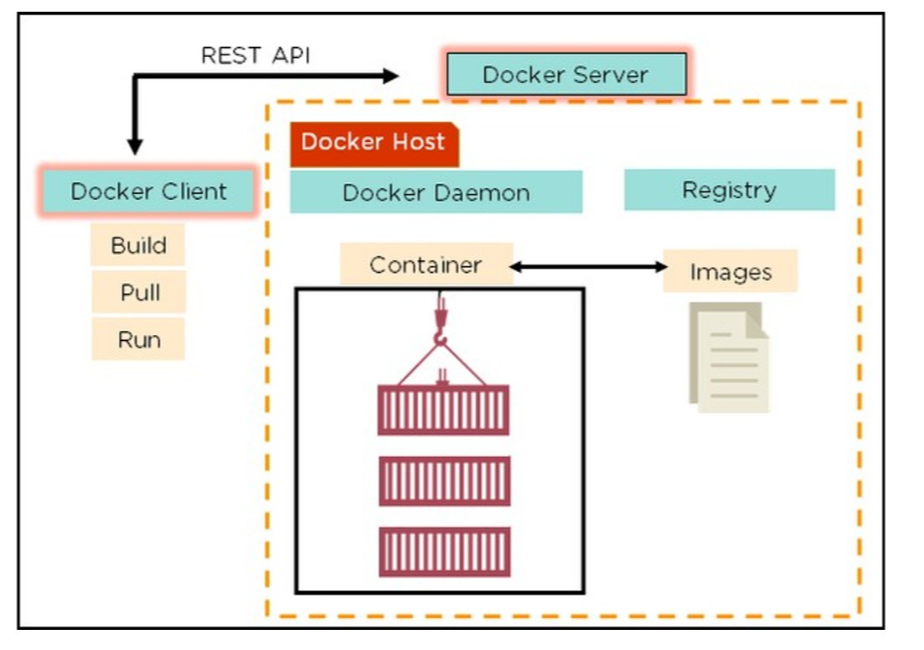 REST API
Docker Server
Docker Host
Docker Client
Docker Daemon
Registry
Build
Pull
Run
Container
Images